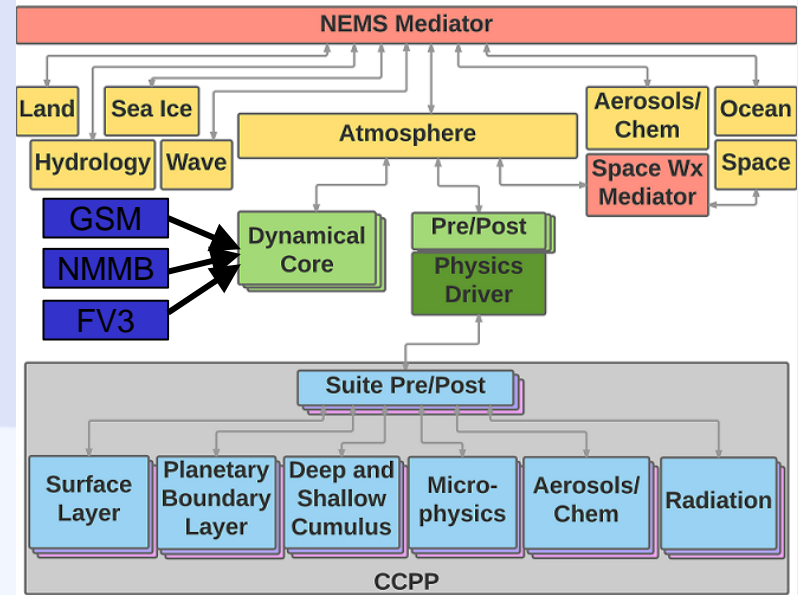 NEMS Mediator
Land
Sea Ice
Hydrology
Wave
Atmosphere
Aerosols/
Chem
Ocean
Space Wx
Mediator
Space
GSM
NMMB
FV3
Dynamical
Core
Pre/Post
Physics
Driver
Suite Pre/Post
Surface
Layer
Planetary
Boundary
Layer
Deep and
Shallow
Cumulus
Micro-
physics
Aerosols/
Chem
Radiation
CCPP